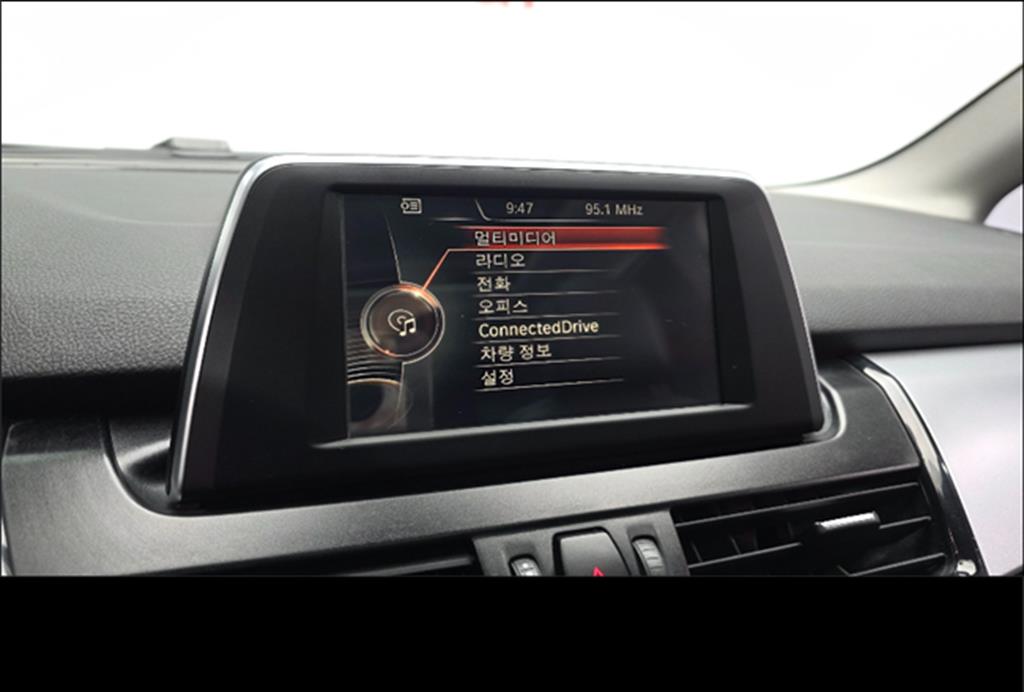 9:47 95.1 MHz
멀티미디어
라디오
전화
오피스
ConnectedDrive
차량 정보
설정